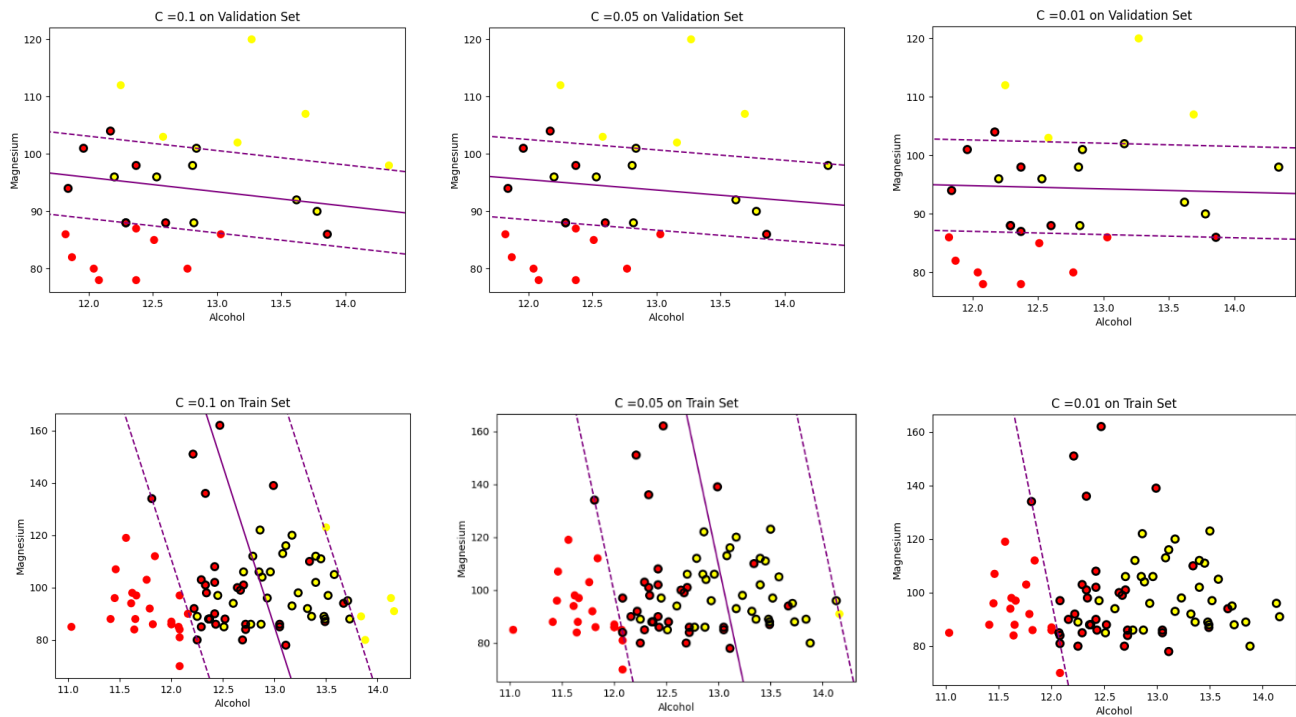 C =0.1 on Validation Set
120
110
100
90
80
Magnesium
12.0 12.5 13.0 13.5 14.0
Alcohol
C =0.05 on Validation Set
120
110
100
90
80
Magnesium
12.0 12.5 13.0 13.5 14.0
Alcohol
C =0.01 on Validation Set
120
110
100
90
80
Magnesium
12.0 12.5 13.0 13.5 14.0
Alcohol
C =0.1 on Train Set
160
140
120
100
80
Magnesium
11.0 11.5 12.0 12.5 13.0 13.5 14.0
Alcohol
C =0.05 on Train Set
160
140
120
100
80
Magnesium
11.0 11.5 12.0 12.5 13.0 13.5 14.0
Alcohol
C =0.01 on Train Set
160
140
120
100
80
Magnesium
11.0 11.5 12.0 12.5 13.0 13.5 14.0
Alcohol